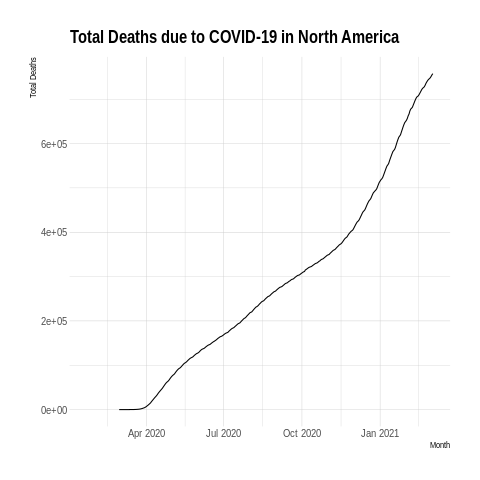 Total Deaths due to COVID-19 in North America
Total Deaths
6e+05
4e+05
2e+05
0e+00
Apr 2020 Jul 2020 Oct 2020 Jan 2021
Month